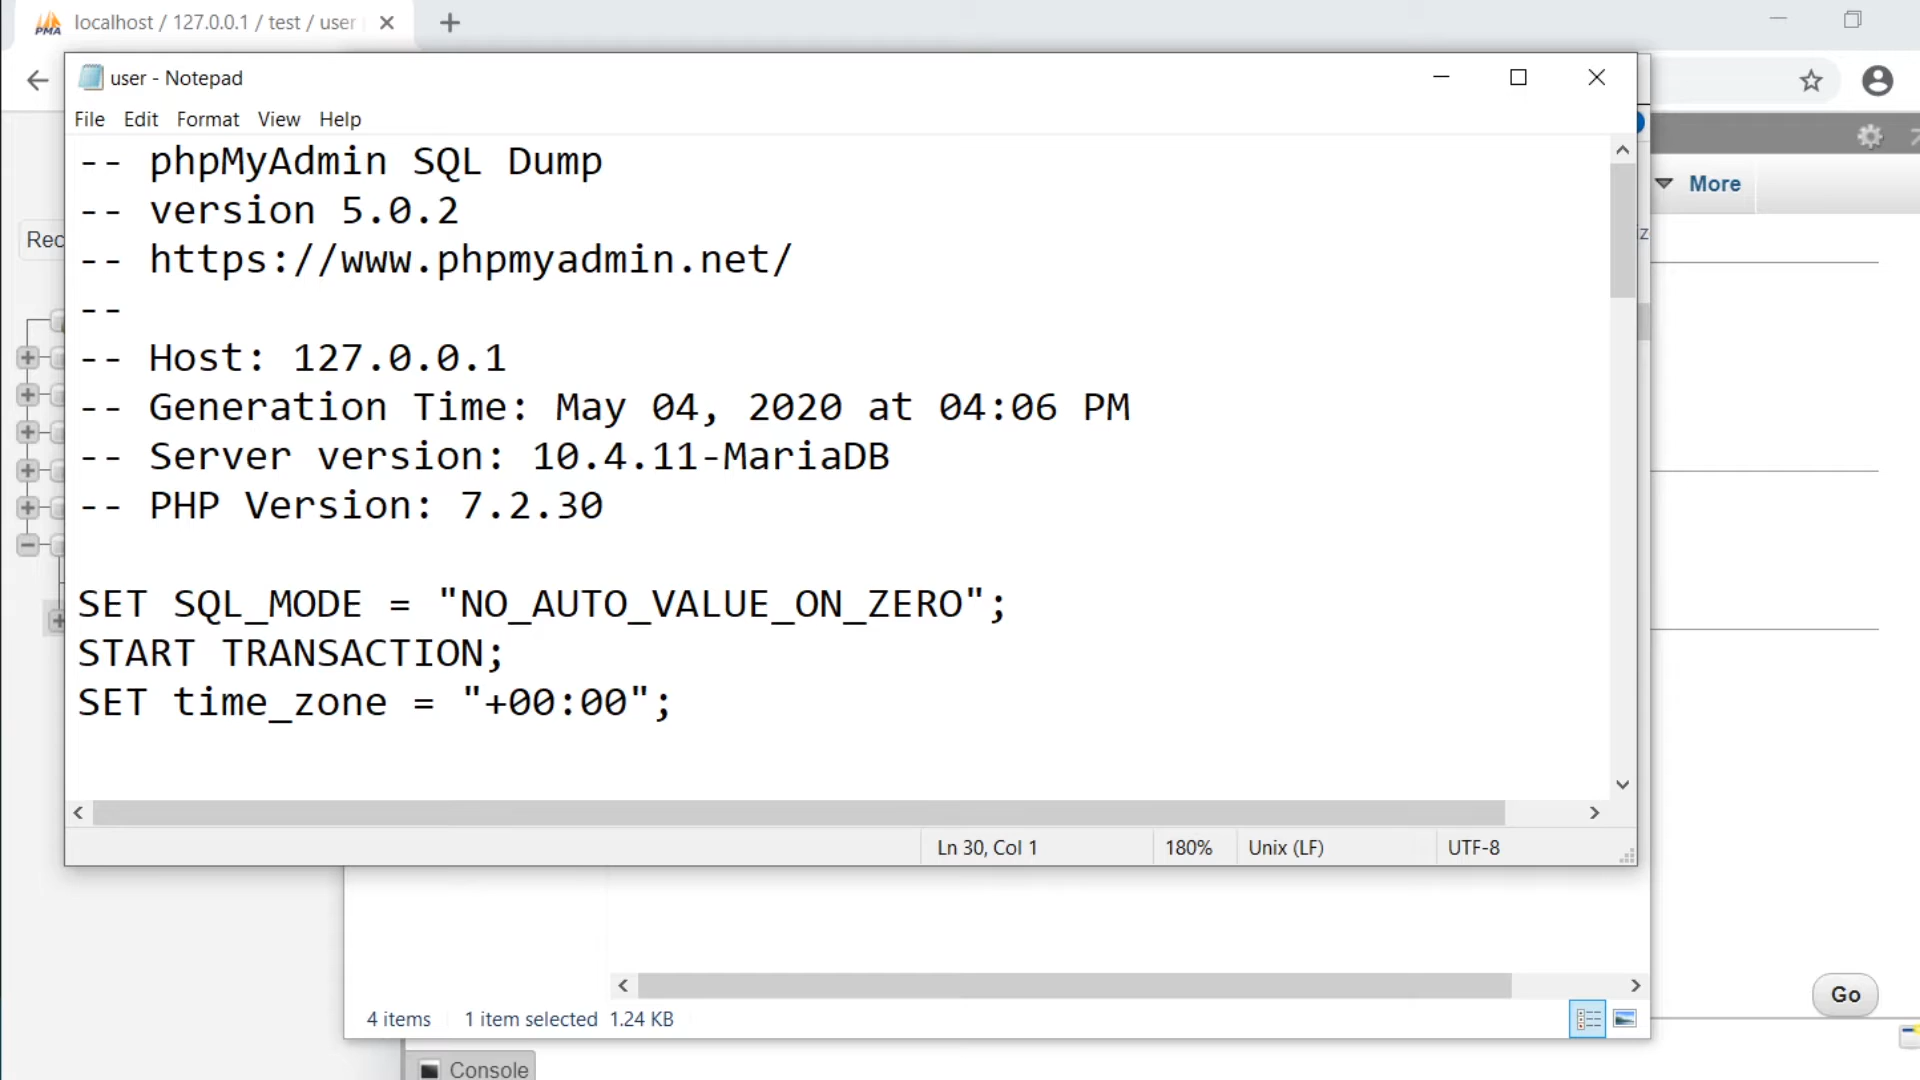 localhost / 127.0.0.1 / test / user
PMA
user - Notepad
File Edit Format View Help
-- phpMyAdmin SQL Dump
-- version 5.0.2
-- https://www.phpmyadmin.net/
--
-- Host: 127.0.0.1
-- Generation Time: May 04, 2020 at 04:06 PM
-- Server version: 10.4.11-MariaDB
-- PHP Version: 7.2.30
SET SQL_MODE = "NO_AUTO_VALUE_ON_ZERO";
START TRANSACTION;
SET time_zone = "+00:00";
Ln 30, Col 1 180% Unix (LF) UTF-8
More
Rec
Go
4 items 1 item selected 1.24 KB
Console